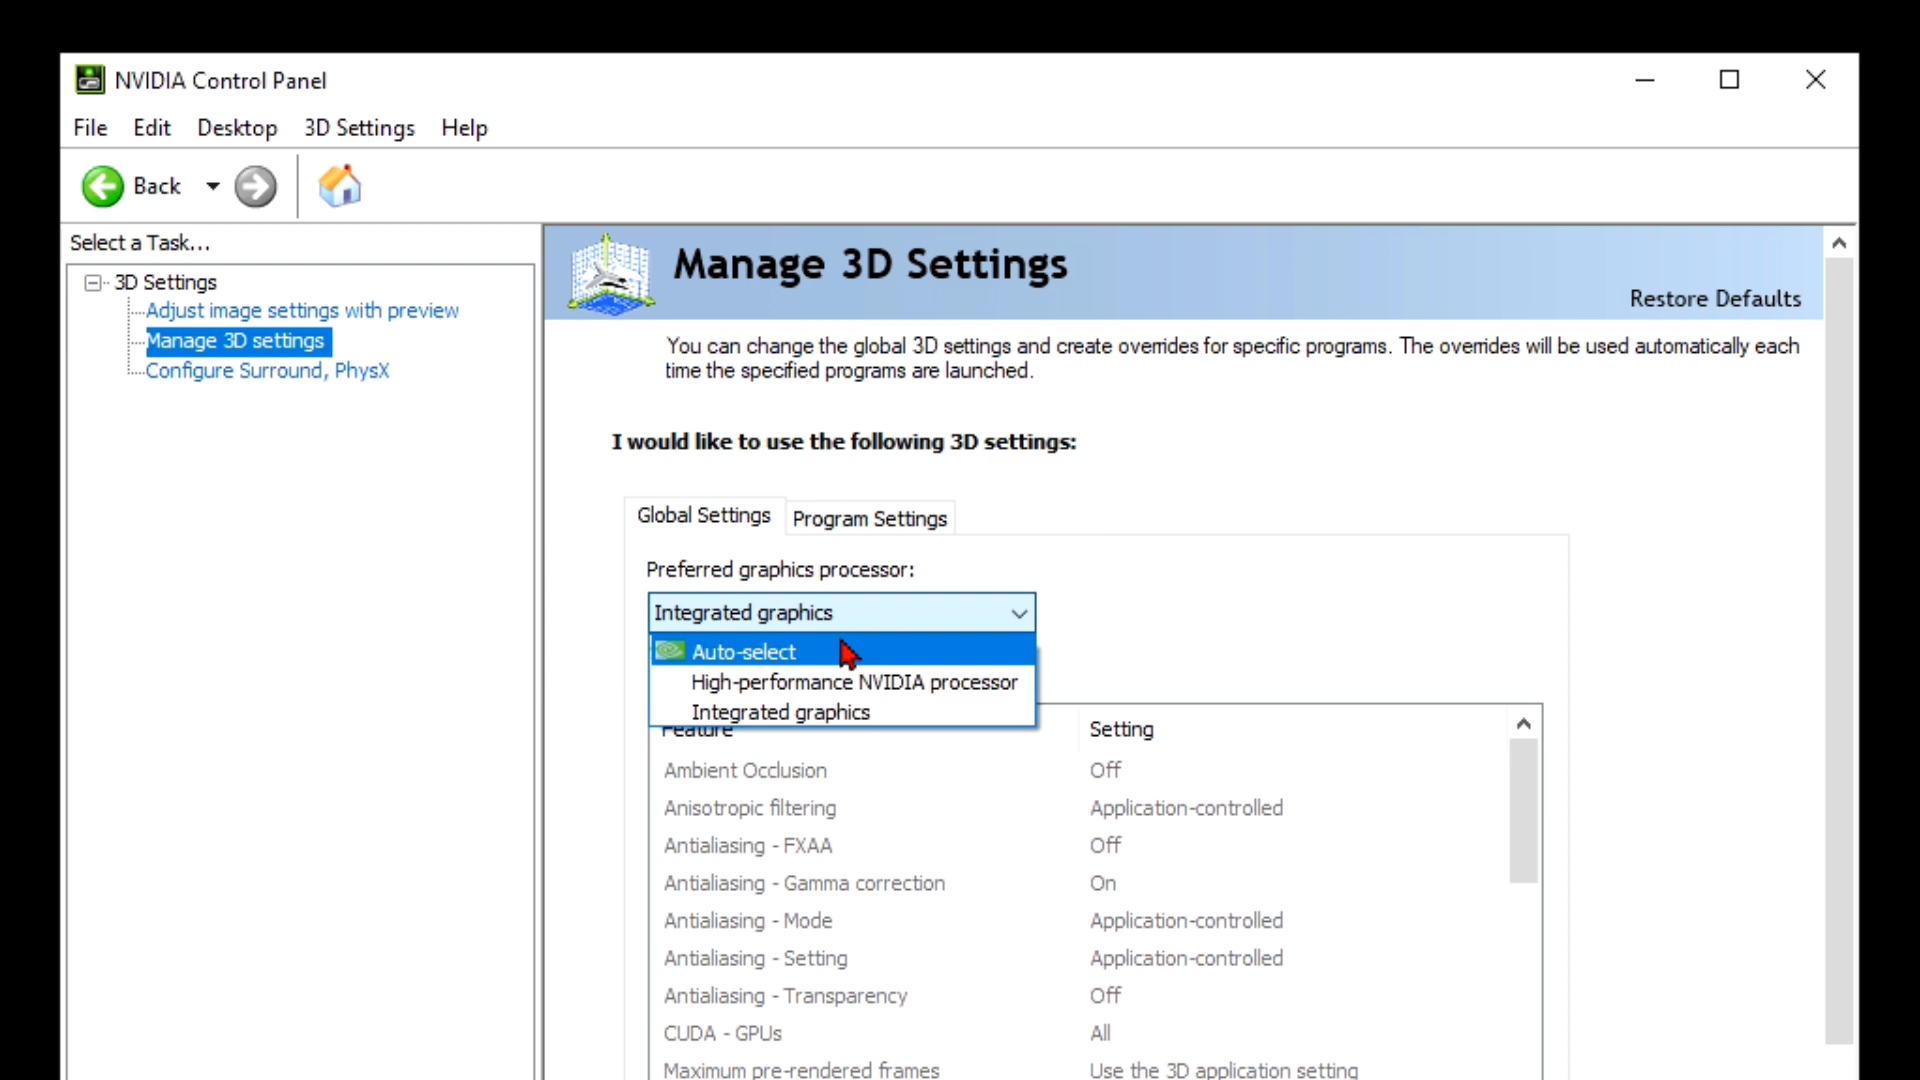 NVIDIA Control Panel
File Edit Desktop 3D Settings Help
Back
Select a Task...
3D Settings
Adjust image settings with preview
Manage 3D settings
Configure Surround, PhysX
Manage 3D Settings
Restore Defaults
You can change the global 3D settings and create overrides for specific programs. The overrides will be used automatically each
time the specified programs are launched.
I would like to use the following 3D settings:
Global Settings Program Settings
Preferred graphics processor:
Integrated graphics
Auto-select
High-performance NVIDIA processor
Integrated graphics
Feature Setting
Ambient Occlusion Off
Anisotropic filtering Application-controlled
Antialiasing - FXAA Off
Antialiasing - Gamma correction On
Antialiasing - Mode Application-controlled
Antialiasing - Setting Application-controlled
Antialiasing - Transparency Off
CUDA - GPUs All
Maximum pre-rendered frames Use the 3D application setting